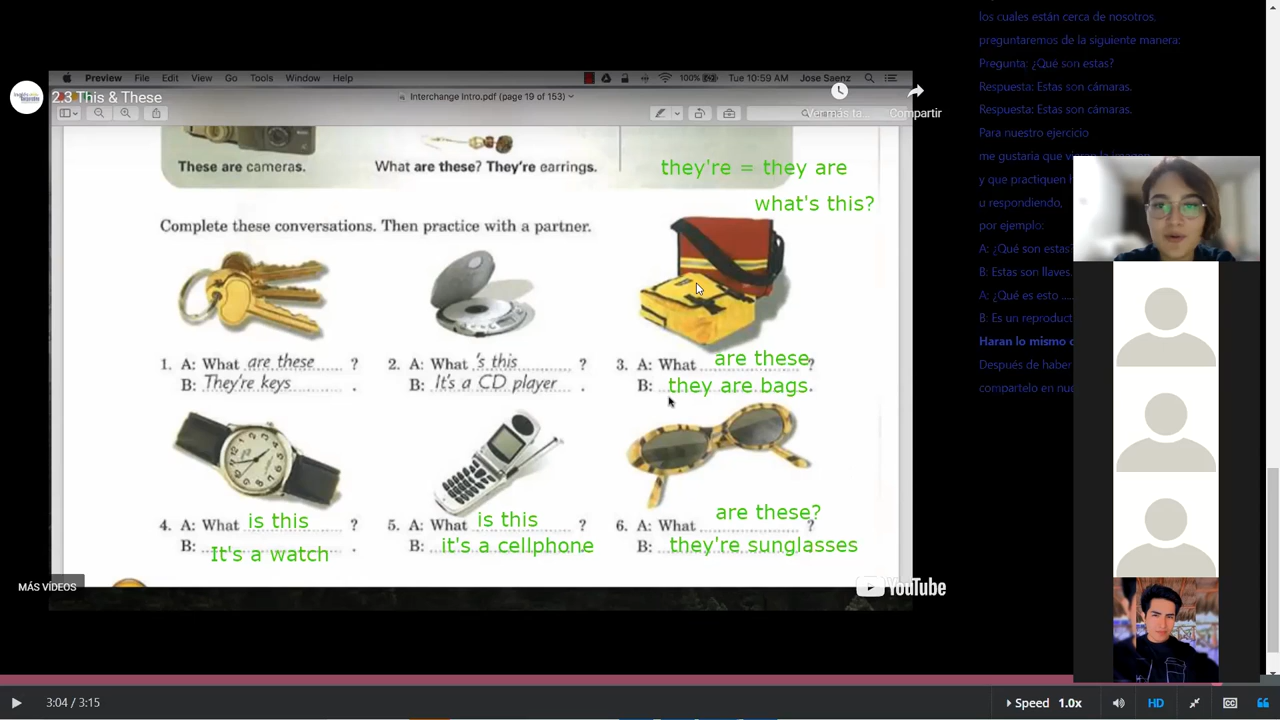 los cuales están cerca de nosotros,
preguntaremos de la siguiente manera:
Pregunta: ¿Qué son estas?
Respuesta: Estas son cámaras.
Respuesta: Estas son cámaras.
Para nuestro ejercicio
me gustaria que
y que practiquen
u respondiendo,
por ejemplo:
A: ¿Qué son estas
B: Estas son llaves.
A: ¿Qué es esto ....
B: Es un reproduct
Haran lo mismo
Después de haber
compartelo en nue
Preview File Edit View Go Tools Window Help
100% Tue 10:59 AM Jose Saenz
2.3 This & These
Interchange Intro.pdf (page 19 of 153)
Ver más ta...
Compartir
These are cameras.
What are these? They're earrings.
they're = they are
what's this?
Complete these conversations. Then practice with a partner.
1. A: What are these ?
B: They're keys
2. A: What 's this ?
B: It's a CD player .
3. A: What are these ?
B: they are bags .
4. A: What is this ?
B: It's a watch .
5. A: What is this ?
B: it's a cellphone .
6. A: What are these? ?
B: they're sunglasses
MÁS VÍDEOS
YouTube
3:04 / 3:15
Speed 1.0x
HD
CC